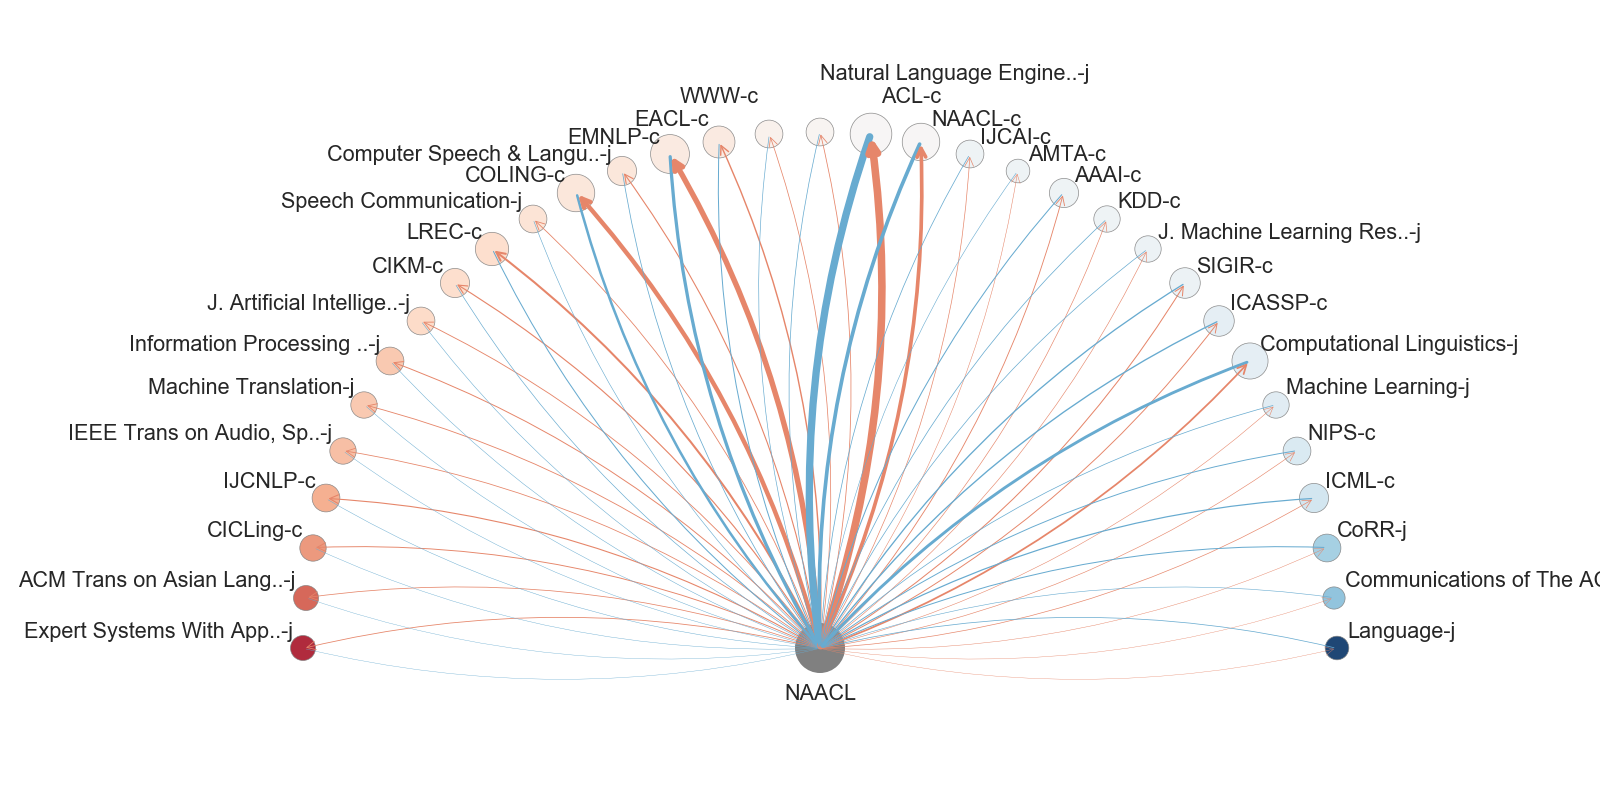 Natural Language Engine..-j
WWW-c
ACL-c
EACL-c
NAACL-c
EMNLP-c
IJCAI-c
Computer Speech & Langu..-j
AMTA-c
COLING-c
AAAI-c
Speech Communication-j
KDD-c
LREC-c
J. Machine Learning Res..-j
CIKM-c
SIGIR-c
J. Artificial Intellige..-j
ICASSP-c
Information Processing ..-j
Computational Linguistics-j
Machine Translation-j
Machine Learning-j
IEEE Trans on Audio, Sp..-j
NIPS-c
IJCNLP-c
ICML-c
CICLing-c
CoRR-j
ACM Trans on Asian Lang..-j
Communications of The AC
Expert Systems With App..-j
Language-j
NAACL